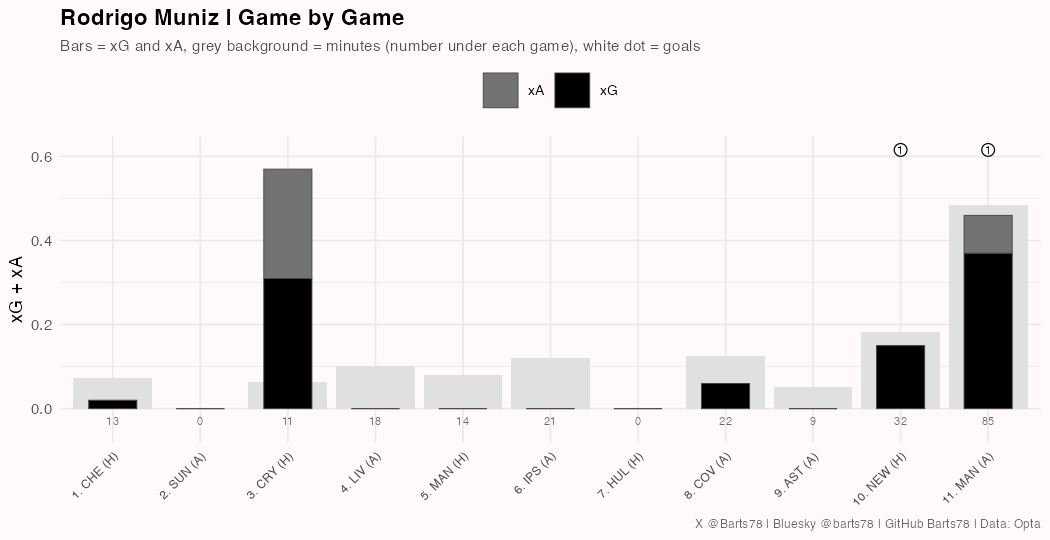 Rodrigo Muniz | Game by Game
Bars = xG and xA, grey background = minutes (number under each game), white dot = goals
xA xG
xG + xA
0.6
0.4
0.2
0.0
1 1
13 0 11 18 14 21 0 22 9 32 85
1. CHE (H)
2. SUN (A)
3. CRY (H)
4. LIV (A)
5. MAN (H)
6. IPS (A)
7. HUL (H)
8. COV (A)
9. AST (A)
10. NEW (H)
11. MAN (A)
X @Barts78 | Bluesky @barts78 | GitHub Barts78 | Data: Opta